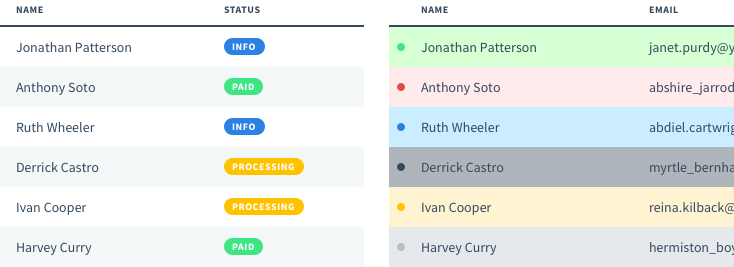 NAME STATUS
Jonathan Patterson INFO
Anthony Soto PAID
Ruth Wheeler INFO
Derrick Castro PROCESSING
Ivan Cooper PROCESSING
Harvey Curry PAID
NAME EMAIL
Jonathan Patterson janet.purdy@
Anthony Soto abshire_jarrod
Ruth Wheeler abdiel.cartwrig
Derrick Castro myrtle_bernha
Ivan Cooper reina.kilback@
Harvey Curry hermiston_boy